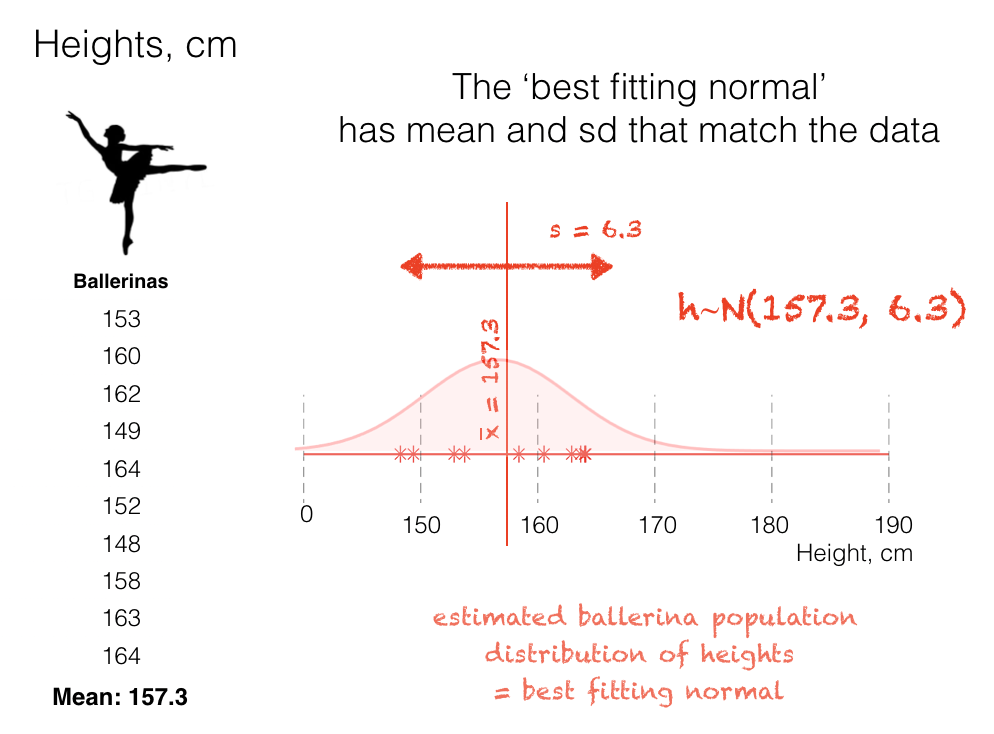 Heights, cm
The ‘best fitting normal’
has mean and sd that match the data
s = 6.3
Ballerinas
153
160
162
149
164
152
148
158
163
164
Mean: 157.3
h~N(157.3, 6.3)
x̄ = 157.3
0
150
160
170
180
190
Height, cm
estimated ballerina population
distribution of heights
= best fitting normal